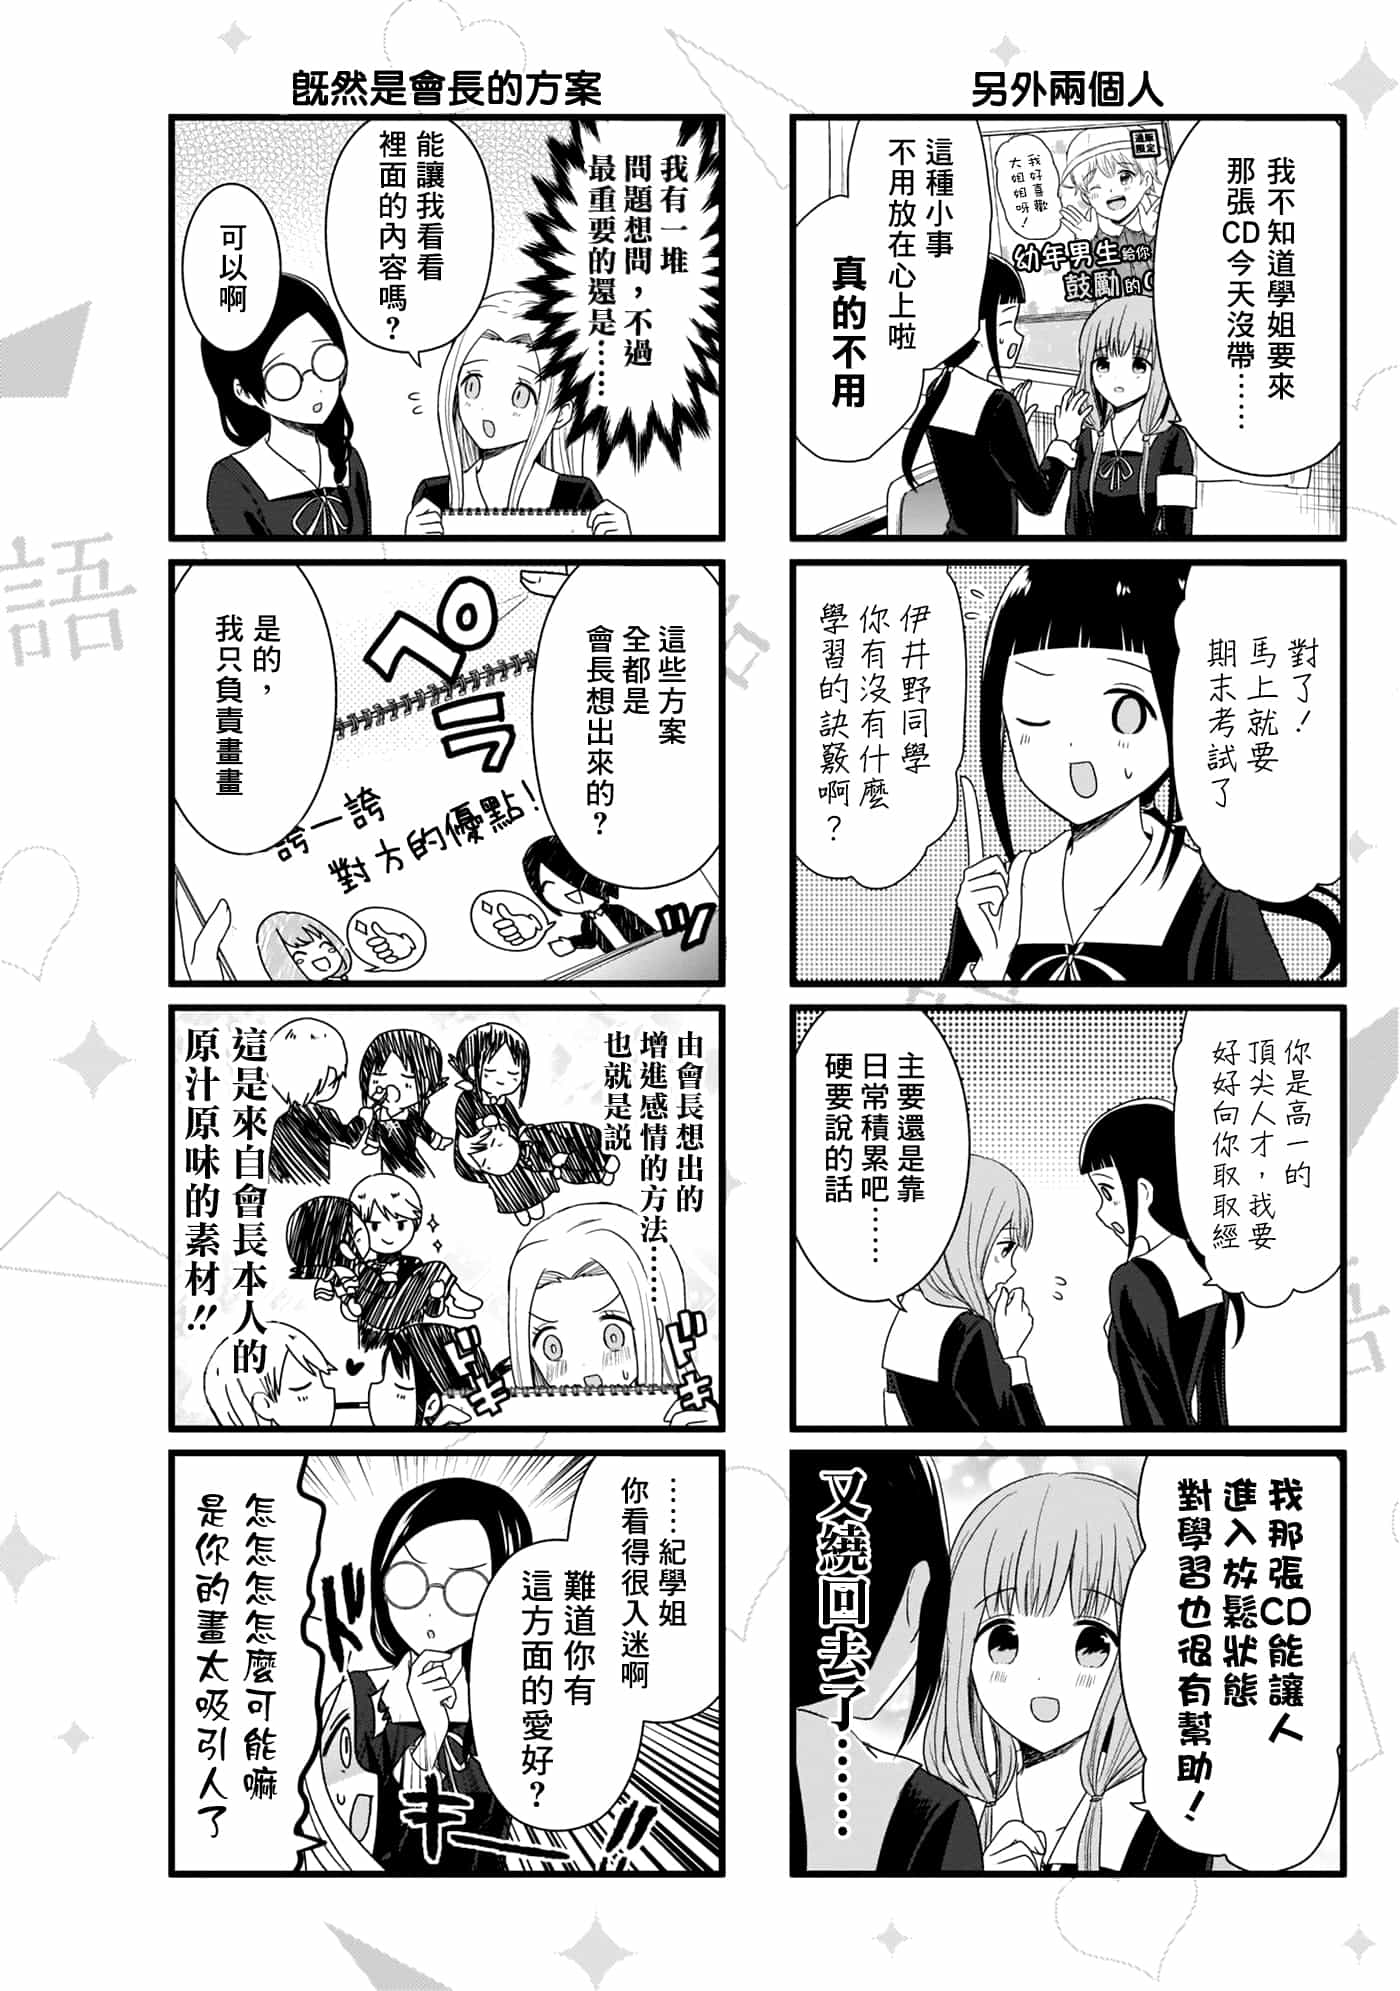 另外兩個人
我不知道學姐要來
那張CD今天沒帶……
通販
限定
我好喜歡
大姐姐呀！
幼年男生給你
鼓勵的C
這種小事
不用放在心上啦
真的不用
對了！
馬上就要
期末考試了
伊井野同學
你有沒有什麼
學習的訣竅啊？
你是高一的
頂尖人才，我要
好好向你取取經
主要還是靠
日常積累吧……
硬要說的話
我那張CD能讓人
進入放鬆狀態
對學習也很有幫助！
又繞回去了……
既然是會長的方案
我有一堆
問題想問，不過
最重要的還是……
能讓我看看
裡面的內容嗎？
可以啊
這些方案
全都是
會長想出來的？
ペラ
誇一誇
對方的優點！
ッ
是的，
我只負責畫畫
由會長想出的
增進感情的方法……
也就是說
這是來自會長本人的
原汁原味的素材！！
ドキ
ドキ
……紀學姐
你看得很入迷啊
難道你有
這方面的愛好？
ドキー
怎怎怎怎麼可能嘛
是你的畫太吸引人了
語